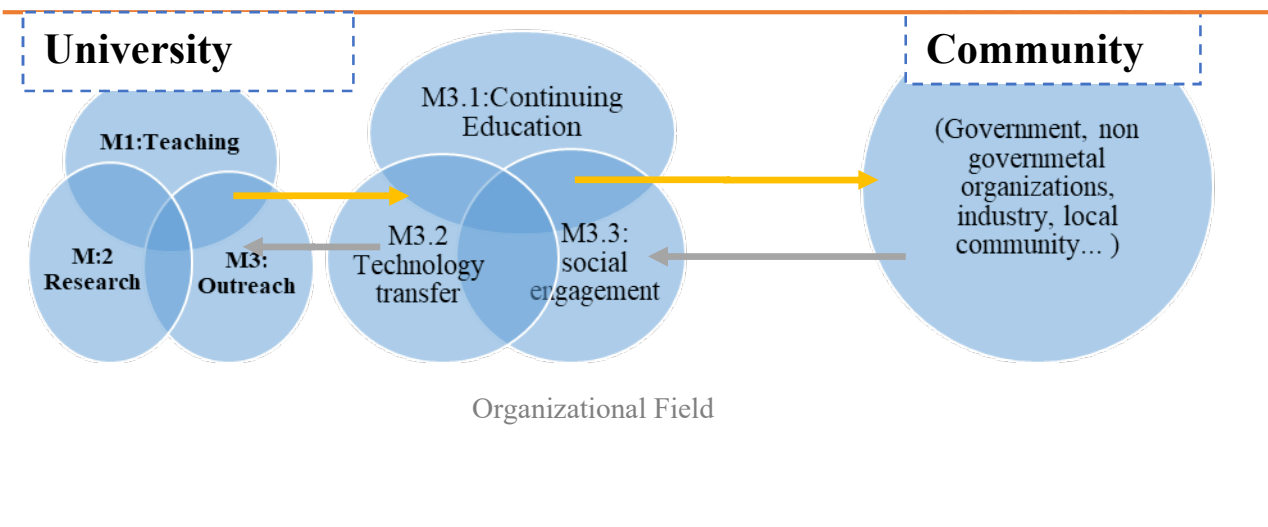 University
Community
M1:Teaching
M:2
Research
M3:
Outreach
M3.1:Continuing
Education
M3.2
Technology
transfer
M3.3:
social
engagement
(Government, non
governmetal
organizations,
industry, local
community... )
Organizational Field